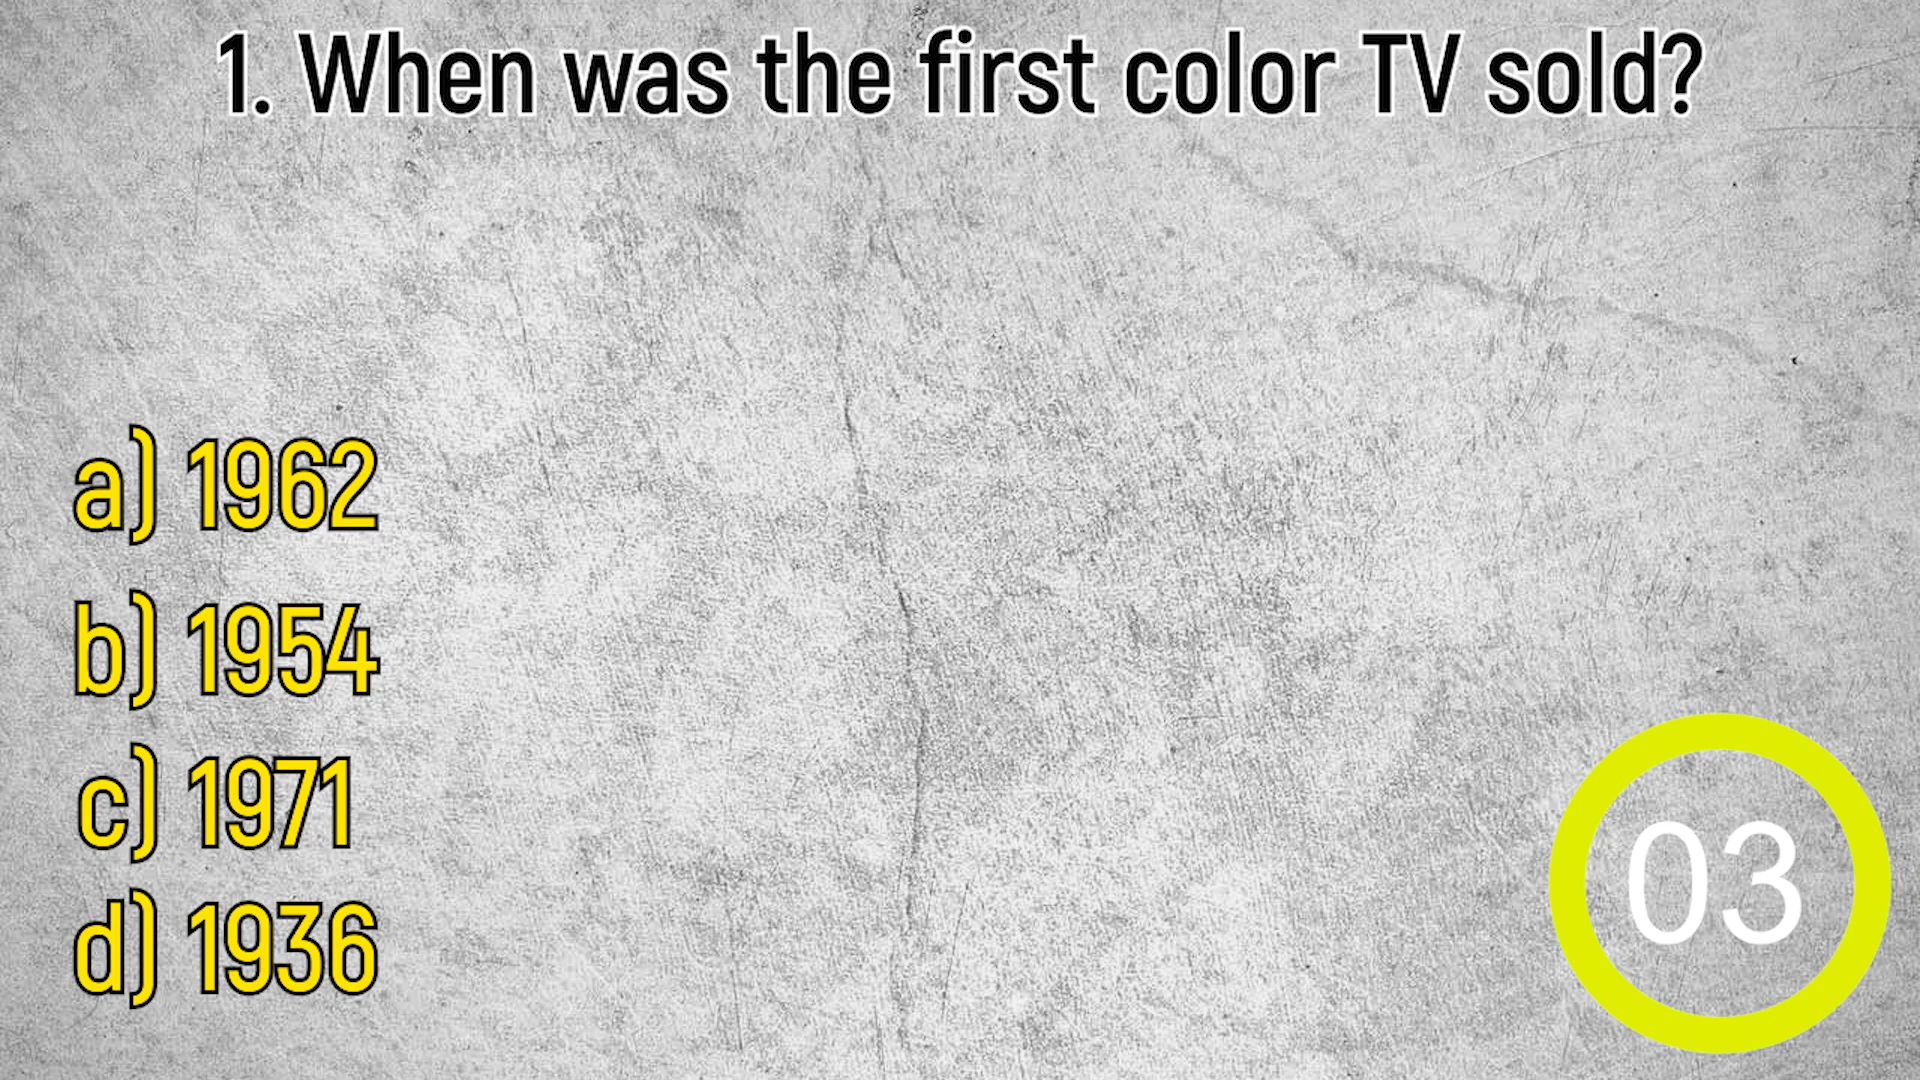 1. When was the first color TV sold?
a) 1962
b) 1954
c) 1971
d) 1936
03